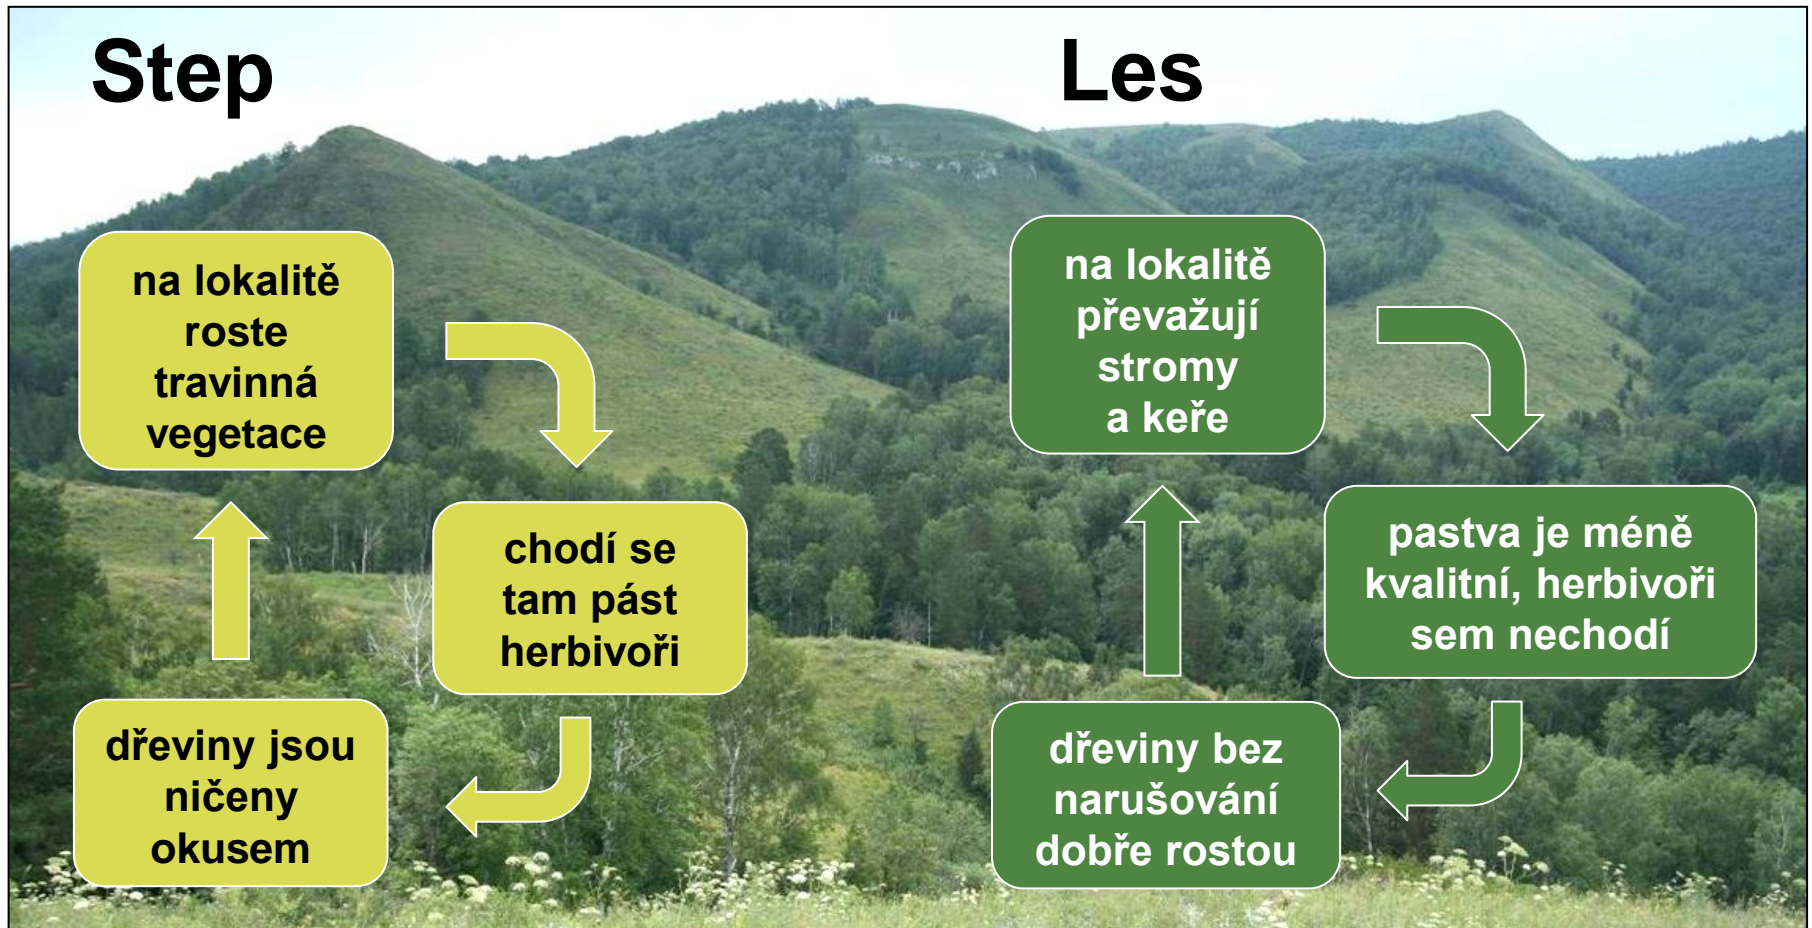 Step
na lokalitě
roste
travinná
vegetace
chodí se
tam pást
herbivoři
dřeviny jsou
ničeny
okusem
Les
na lokalitě
převažují
stromy
a keře
pastva je méně
kvalitní, herbivoři
sem nechodí
dřeviny bez
narušování
dobře rostou